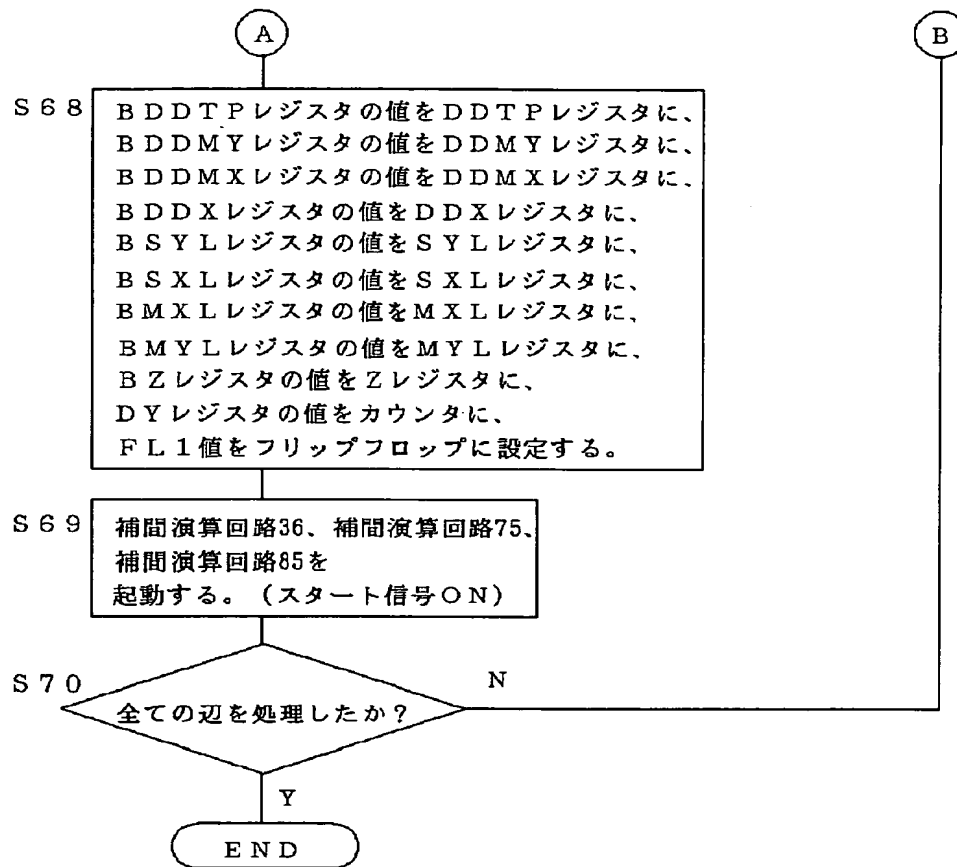 A
B
S68
BDDTPレジスタの値をDDTPレジスタに、
BDDMYレジスタの値をDDMYレジスタに、
BDDMXレジスタの値をDDMXレジスタに、
BDDXレジスタの値をDDXレジスタに、
BSYLレジスタの値をSYLレジスタに、
BSXLレジスタの値をSXLレジスタに、
BMXLレジスタの値をMXLレジスタに、
BMYLレジスタの値をMYLレジスタに、
BZレジスタの値をZレジスタに、
DYレジスタの値をカウンタに、
FL1値をフリップフロップに設定する。
S69
補間演算回路36、補間演算回路75、
補間演算回路85を
起動する。(スタート信号ON)
S70
全ての辺を処理したか?
N
Y
END